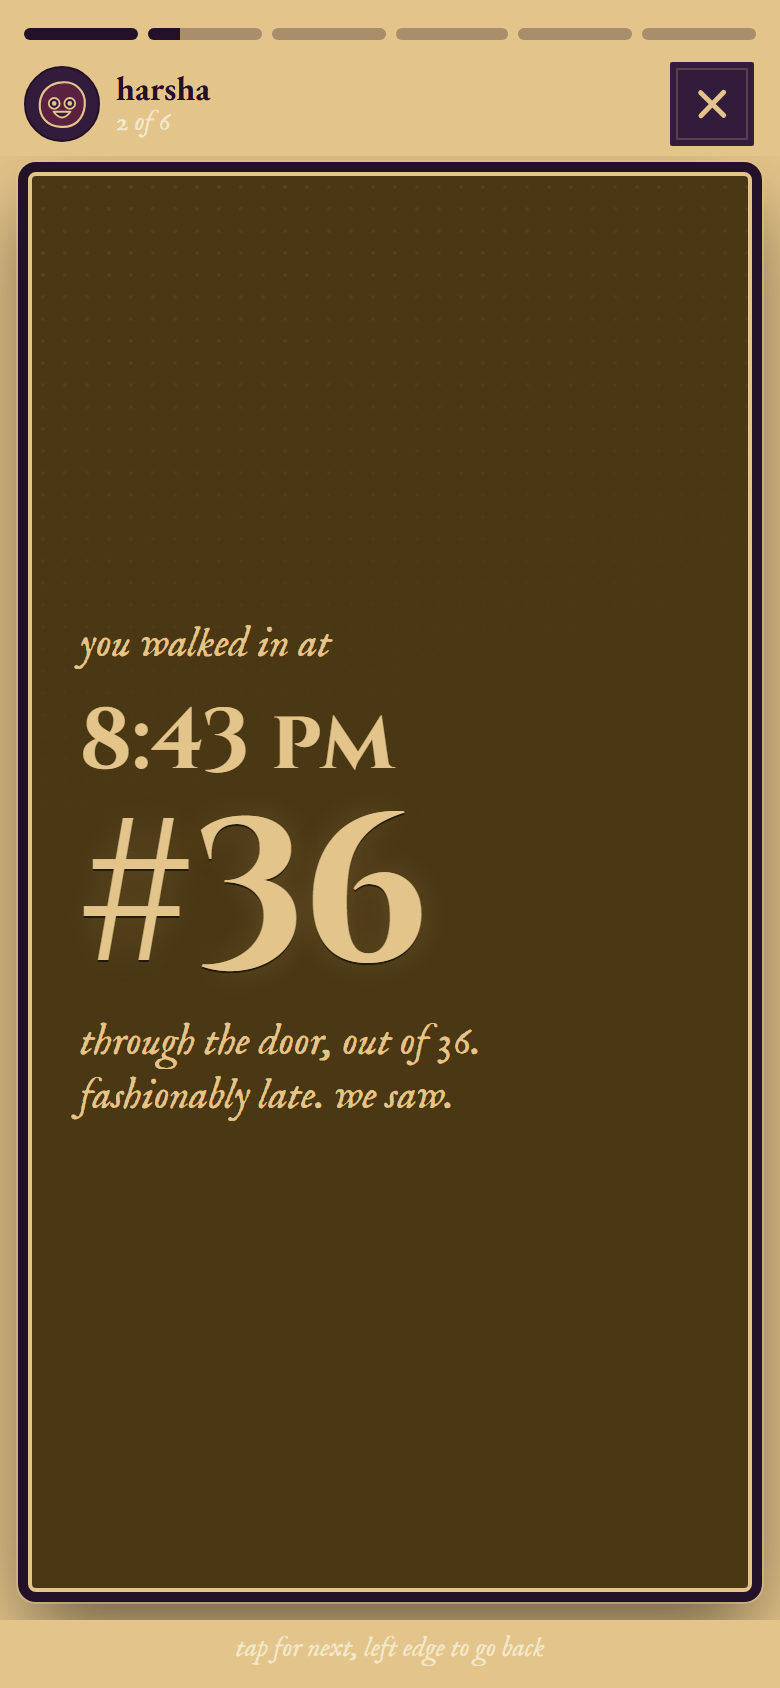 harsha
2 of 6
you walked in at
8:43 PM
#36
through the door, out of 36.
fashionably late. we saw.
tap for next, left edge to go back